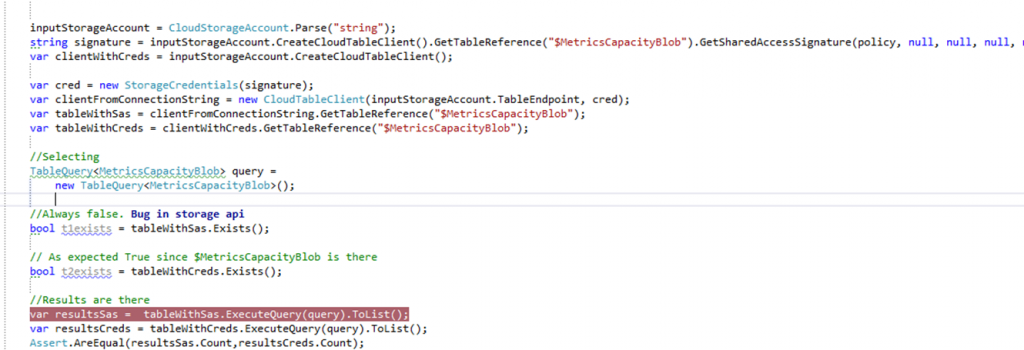 inputStorageAccount = CloudStorageAccount.Parse("string");
string signature = inputStorageAccount.CreateCloudTableClient().GetTableReference("$MetricsCapacityBlob").GetSharedAccessSignature(policy, null, null, null,
var clientWithCreds = inputStorageAccount.CreateCloudTableClient();
var cred = new StorageCredentials(signature);
var clientFromConnectionString = new CloudTableClient(inputStorageAccount.TableEndpoint, cred);
var tableWithSas = clientFromConnectionString.GetTableReference("$MetricsCapacityBlob");
var tableWithCreds = clientWithCreds.GetTableReference("$MetricsCapacityBlob");
//Selecting
TableQuery<MetricsCapacityBlob> query =
new TableQuery<MetricsCapacityBlob>();
//Always false. Bug in storage api
bool t1exists = tableWithSas.Exists();
// As expected True since $MetricsCapacityBlob is there
bool t2exists = tableWithCreds.Exists();
//Results are there
var resultsSas =  tableWithSas.ExecuteQuery(query).ToList();
var resultsCreds = tableWithCreds.ExecuteQuery(query).ToList();
Assert.AreEqual(resultsSas.Count,resultsCreds.Count);